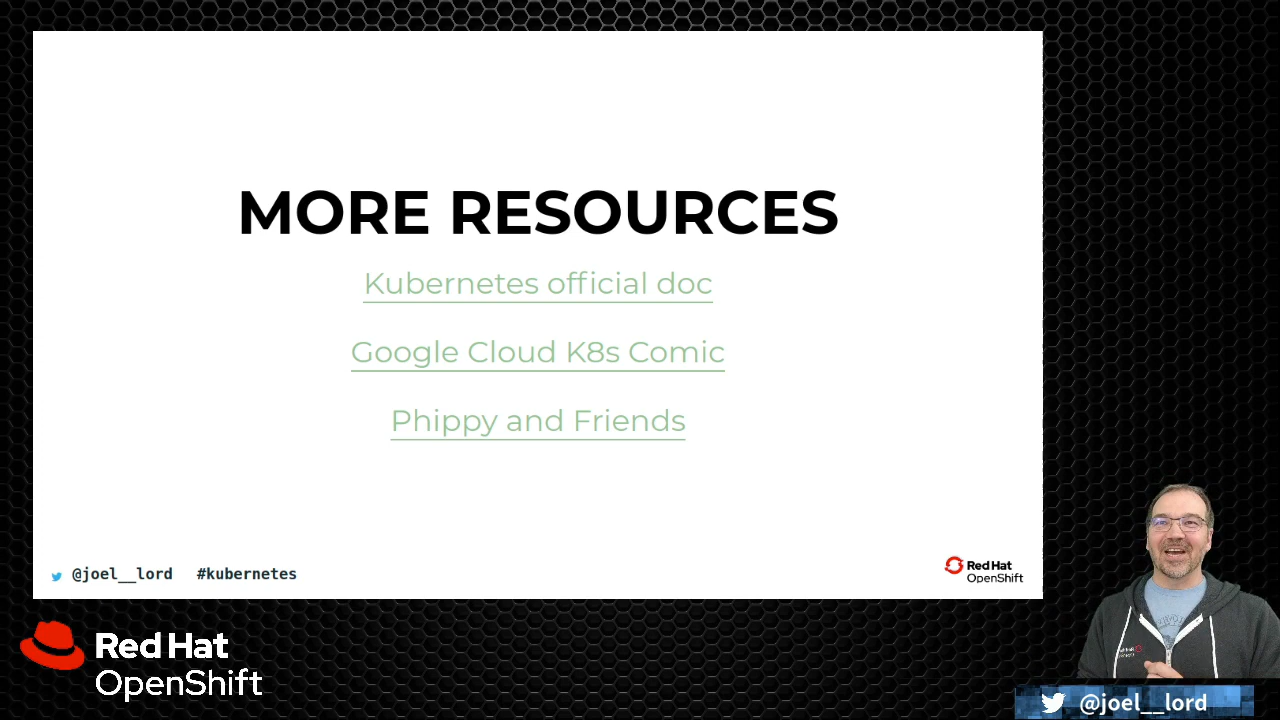 MORE RESOURCES
Kubernetes official doc
Google Cloud K8s Comic
Phippy and Friends
@joel__lord #kubernetes
Red Hat
OpenShift
Red Hat
OpenShift
@joel__lord